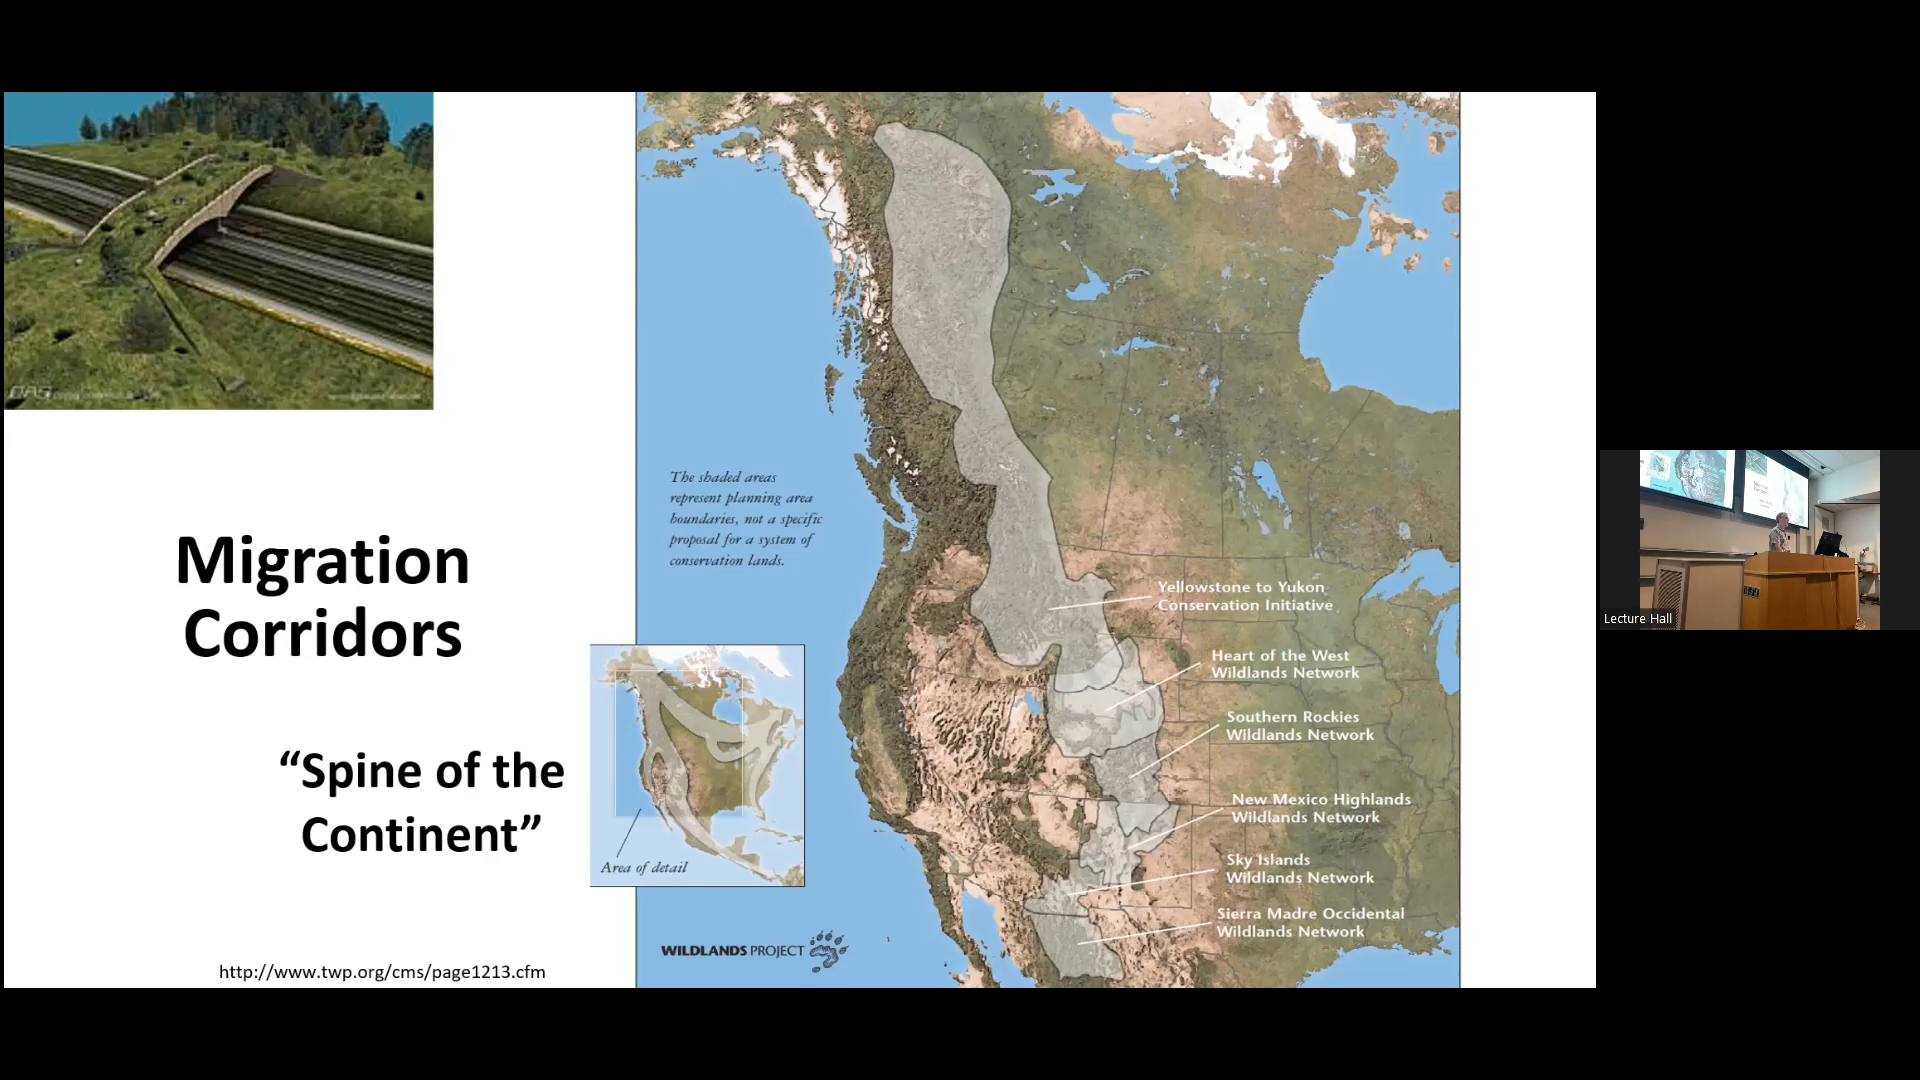 Migration
Corridors
“Spine of the
Continent”
http://www.twp.org/cms/page1213.cfm
The shaded areas
represent planning area
boundaries, not a specific
proposal for a system of
conservation lands.
Area of detail
WILDLANDS PROJECT
Yellowstone to Yukon
Conservation Initiative
Heart of the West
Wildlands Network
Southern Rockies
Wildlands Network
New Mexico Highlands
Wildlands Network
Sky Islands
Wildlands Network
Sierra Madre Occidental
Wildlands Network
Lecture Hall